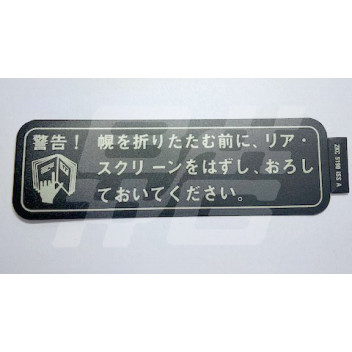 警告！ 幌を折りたたむ前に、リア・
スクリーンをはずし、おろし
ておいてください。